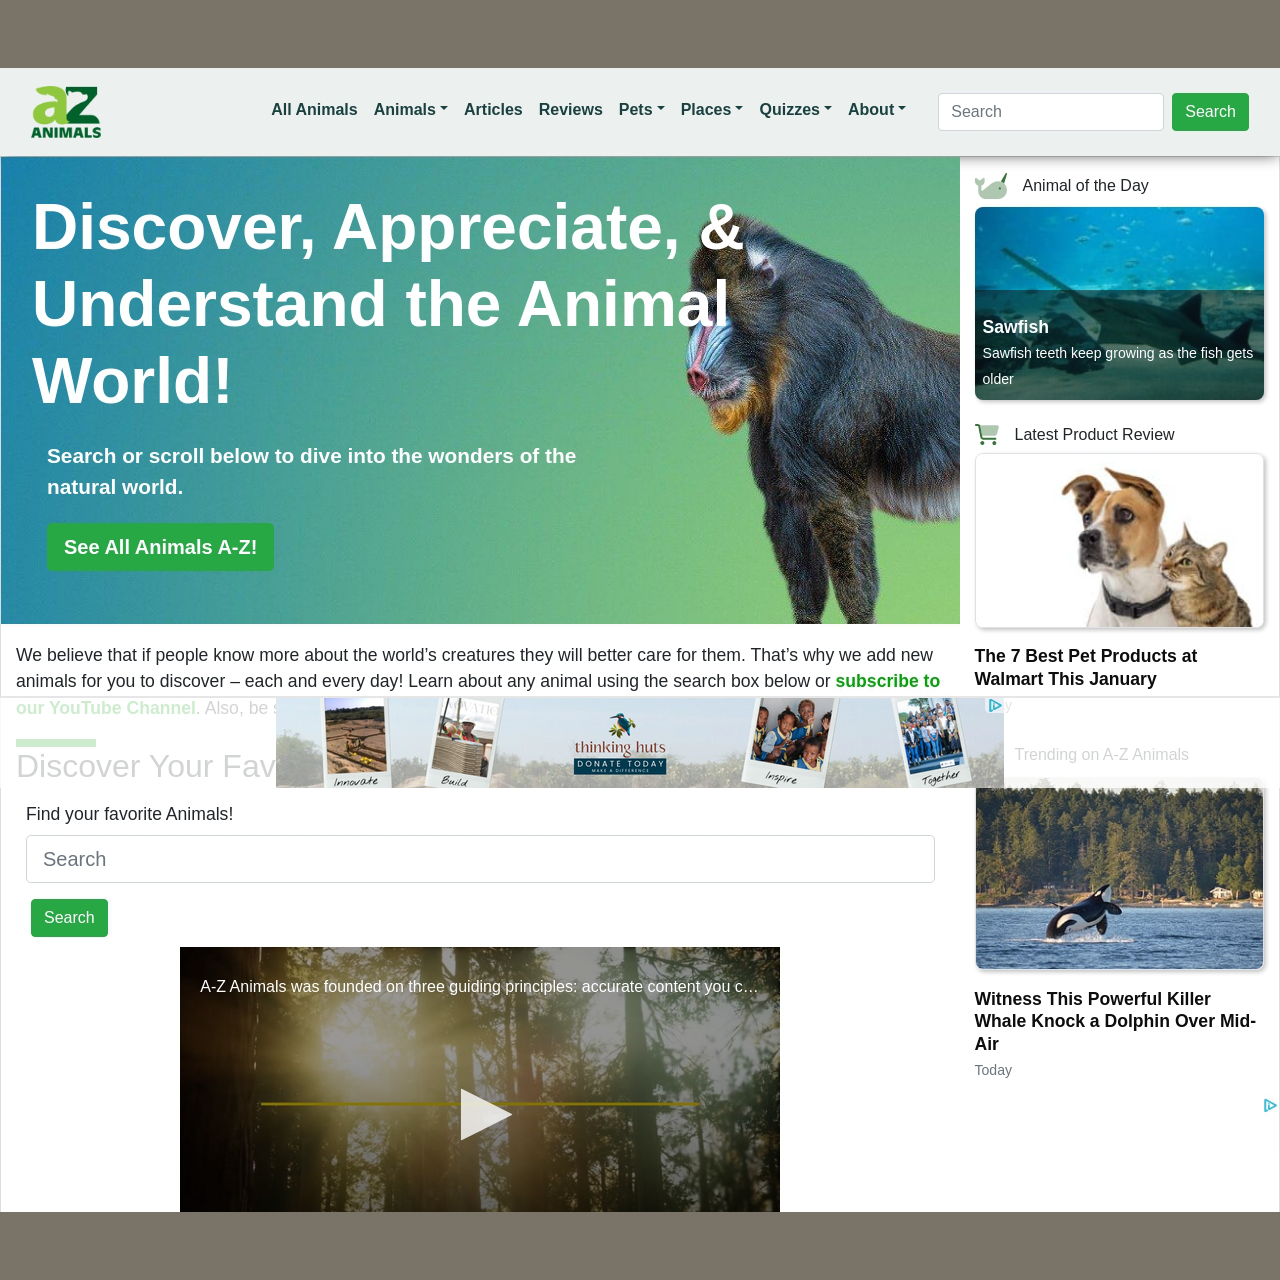 aZ
ANIMALS
All Animals
Animals
Articles
Reviews
Pets
Places
Quizzes
About
Search
Search
Discover, Appreciate, &
Understand the Animal
World!
Search or scroll below to dive into the wonders of the
natural world.
See All Animals A-Z!
We believe that if people know more about the world’s creatures they will better care for them. That’s why we add new
animals for you to discover – each and every day! Learn about any animal using the search box below or subscribe to
our YouTube Channel. Also, be
Discover Your Fav
Innovate
Build
thinking huts
DONATE TODAY
MAKE A DIFFERENCE
Inspire
Together
Find your favorite Animals!
Search
Search
A-Z Animals was founded on three guiding principles: accurate content you c…
Animal of the Day
Sawfish
Sawfish teeth keep growing as the fish gets
older
Latest Product Review
The 7 Best Pet Products at
Walmart This January
Trending on A-Z Animals
Witness This Powerful Killer
Whale Knock a Dolphin Over Mid-
Air
Today